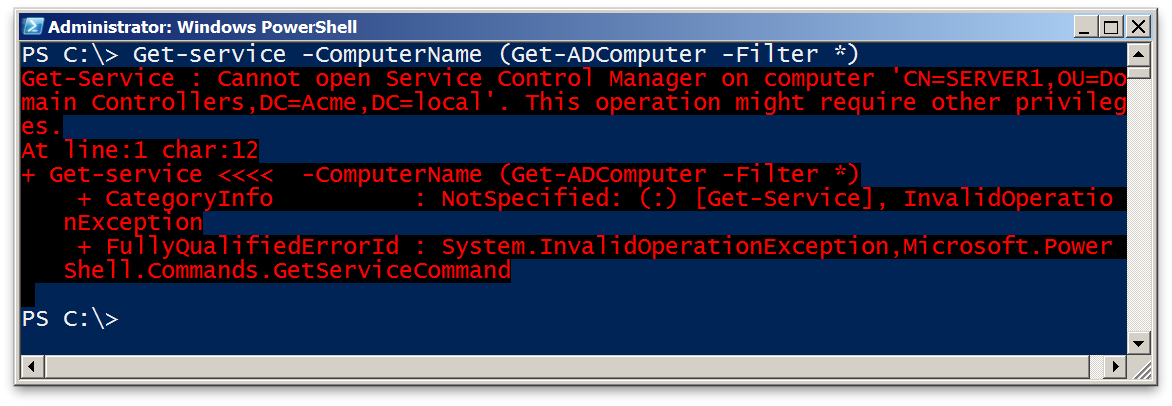 Administrator: Windows PowerShell
PS C:\> Get-service -ComputerName (Get-ADComputer -Filter *)
Get-Service : Cannot open Service Control Manager on computer 'CN=SERVER1,OU=Do
main Controllers,DC=Acme,DC=local'. This operation might require other privileg
es.
At line:1 char:12
+ Get-service <<<<  -ComputerName (Get-ADComputer -Filter *)
    + CategoryInfo          : NotSpecified: (:) [Get-Service], InvalidOperatio
   nException
    + FullyQualifiedErrorId : System.InvalidOperationException,Microsoft.Power
   Shell.Commands.GetServiceCommand
PS C:\>